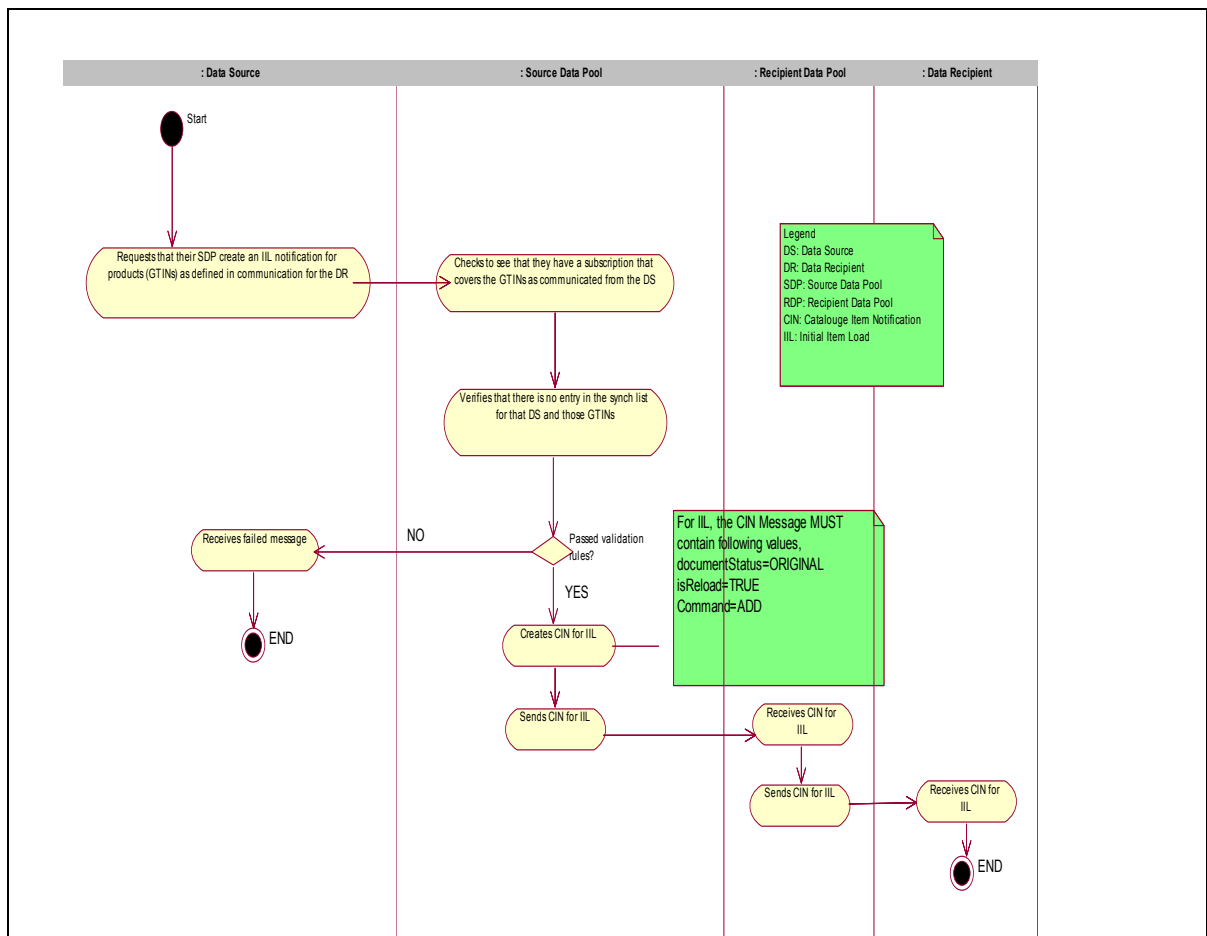 : Data Source
: Source Data Pool
: Recipient Data Pool
: Data Recipient
Start
Requests that their SDP create an IIL notification for
products (GTINs) as defined in communication for the DR
Checks to see that they have a subscription that
covers the GTINs as communicated from the DS
Legend
DS: Data Source
DR: Data Recipient
SDP: Source Data Pool
RDP: Recipient Data Pool
CIN: Catalouge Item Notification
IIL: Initial Item Load
Verifies that there is no entry in the synch list
for that DS and those GTINs
Receives failed message
NO
Passed validation
rules?
For IIL, the CIN Message MUST
contain following values,
documentStatus=ORIGINAL
isReload=TRUE
Command=ADD
YES
END
Creates CIN for IIL
Sends CIN for IIL
Receives CIN for
IIL
Sends CIN for IIL
Receives CIN for
IIL
END